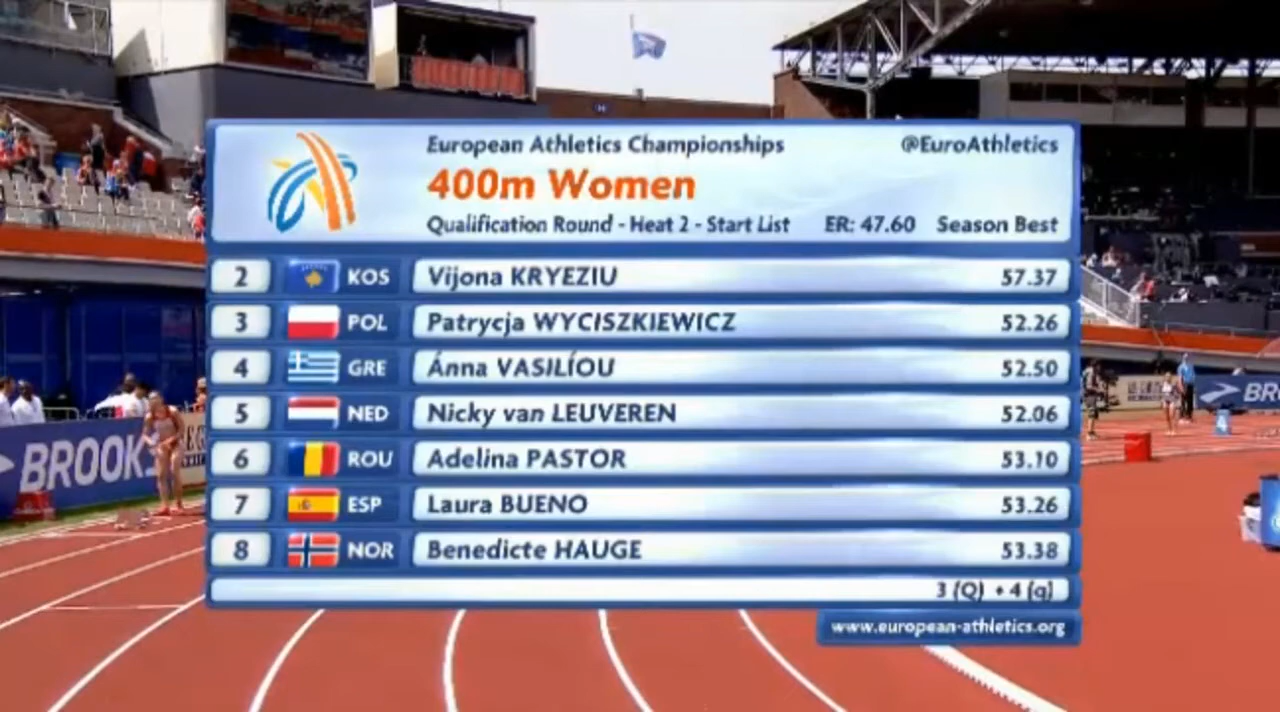 European Athletics Championships @EuroAthletics
400m Women
Qualification Round - Heat 2 - Start List ER: 47.60 Season Best
2 KOS Vijona KRYEZIU 57.37
3 POL Patrycja WYCISZKIEWICZ 52.26
4 GRE Ánna VASILÍOU 52.50
5 NED Nicky van LEUVEREN 52.06
6 ROU Adelina PASTOR 53.10
7 ESP Laura BUENO 53.26
8 NOR Benedicte HAUGE 53.38
3 (Q) + 4 (q)
www.european-athletics.org
BROOKS
BR
4